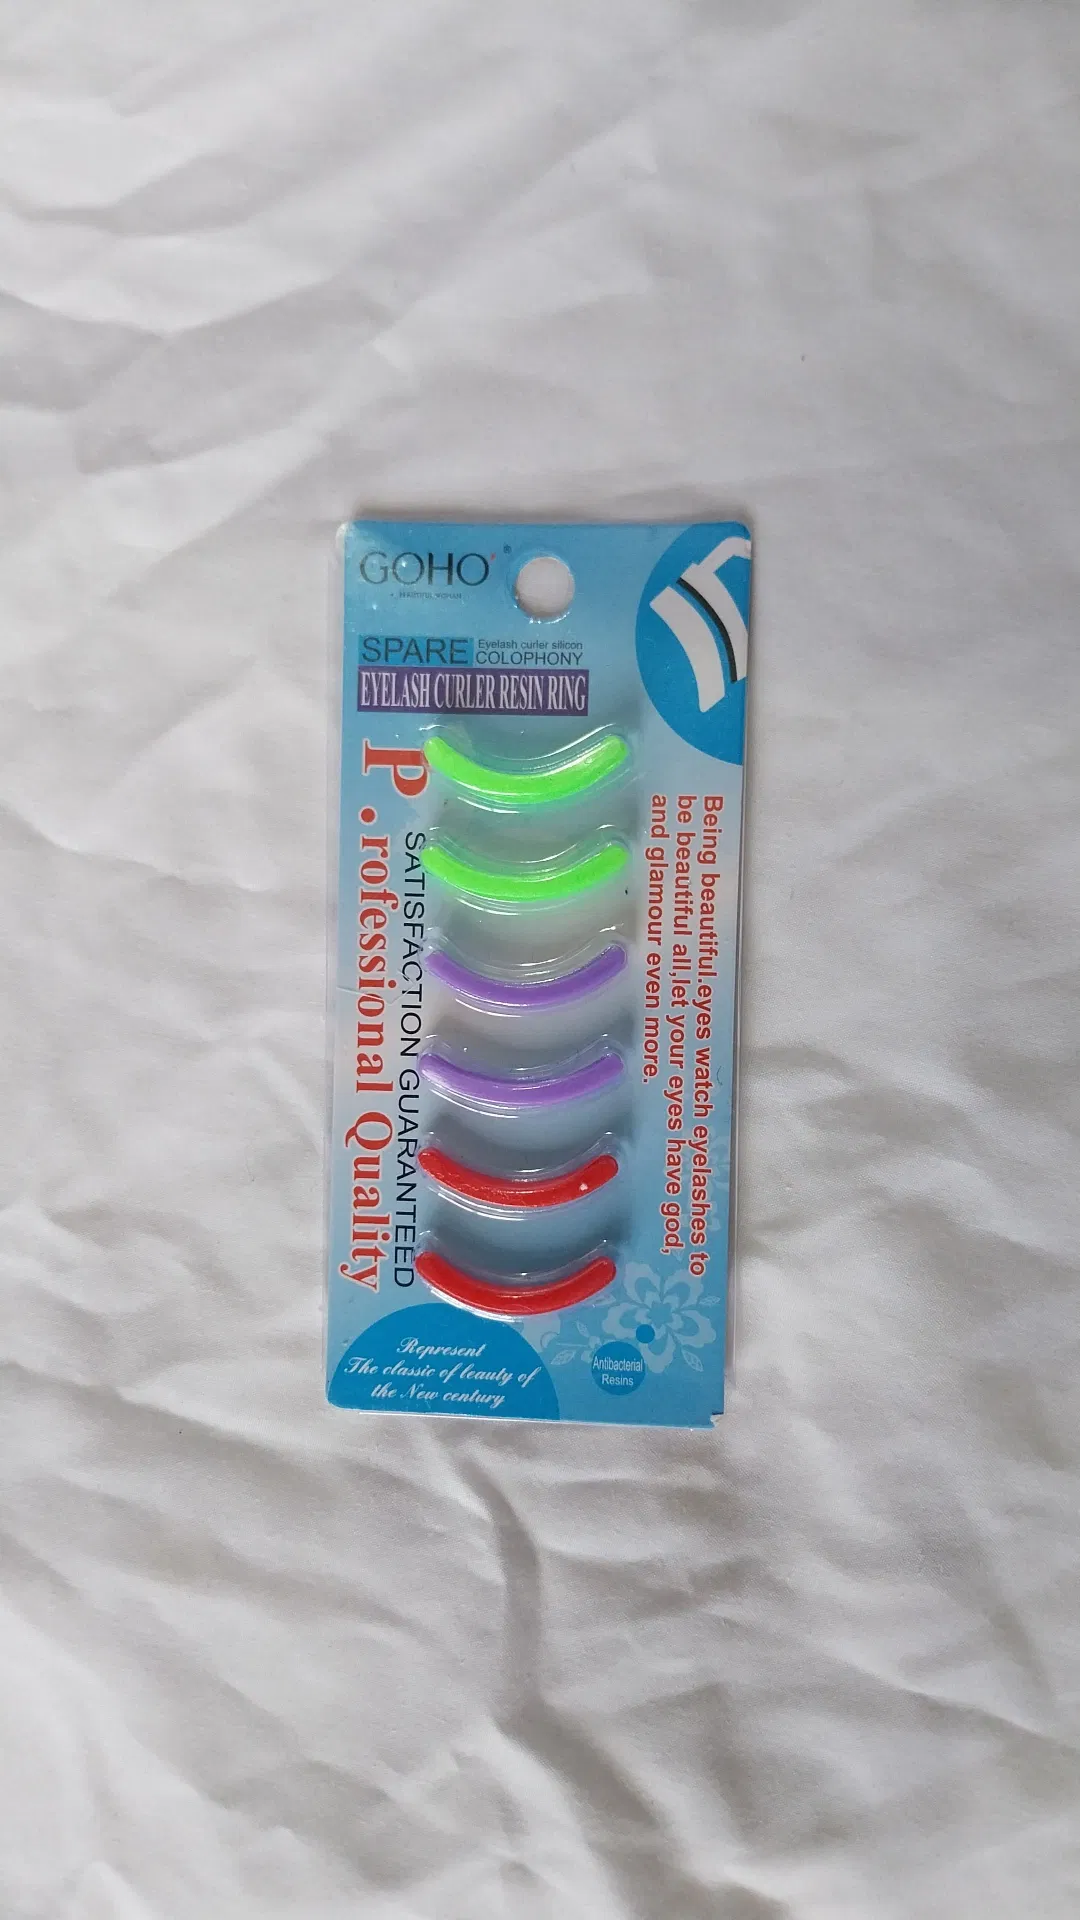 GOHO®
SPARE
Eyelash curler silicon
COLOPHONY
EYELASH CURLER RESIN RING
P.rofessional Quality
SATISFACTION GUARANTEED
Being beautiful.eyes watch eyelashes to
be beautiful all,let your eyes have god,
and glamour even more.
Represent
The classic of leauty of
the New century
Antibacterial
Resins